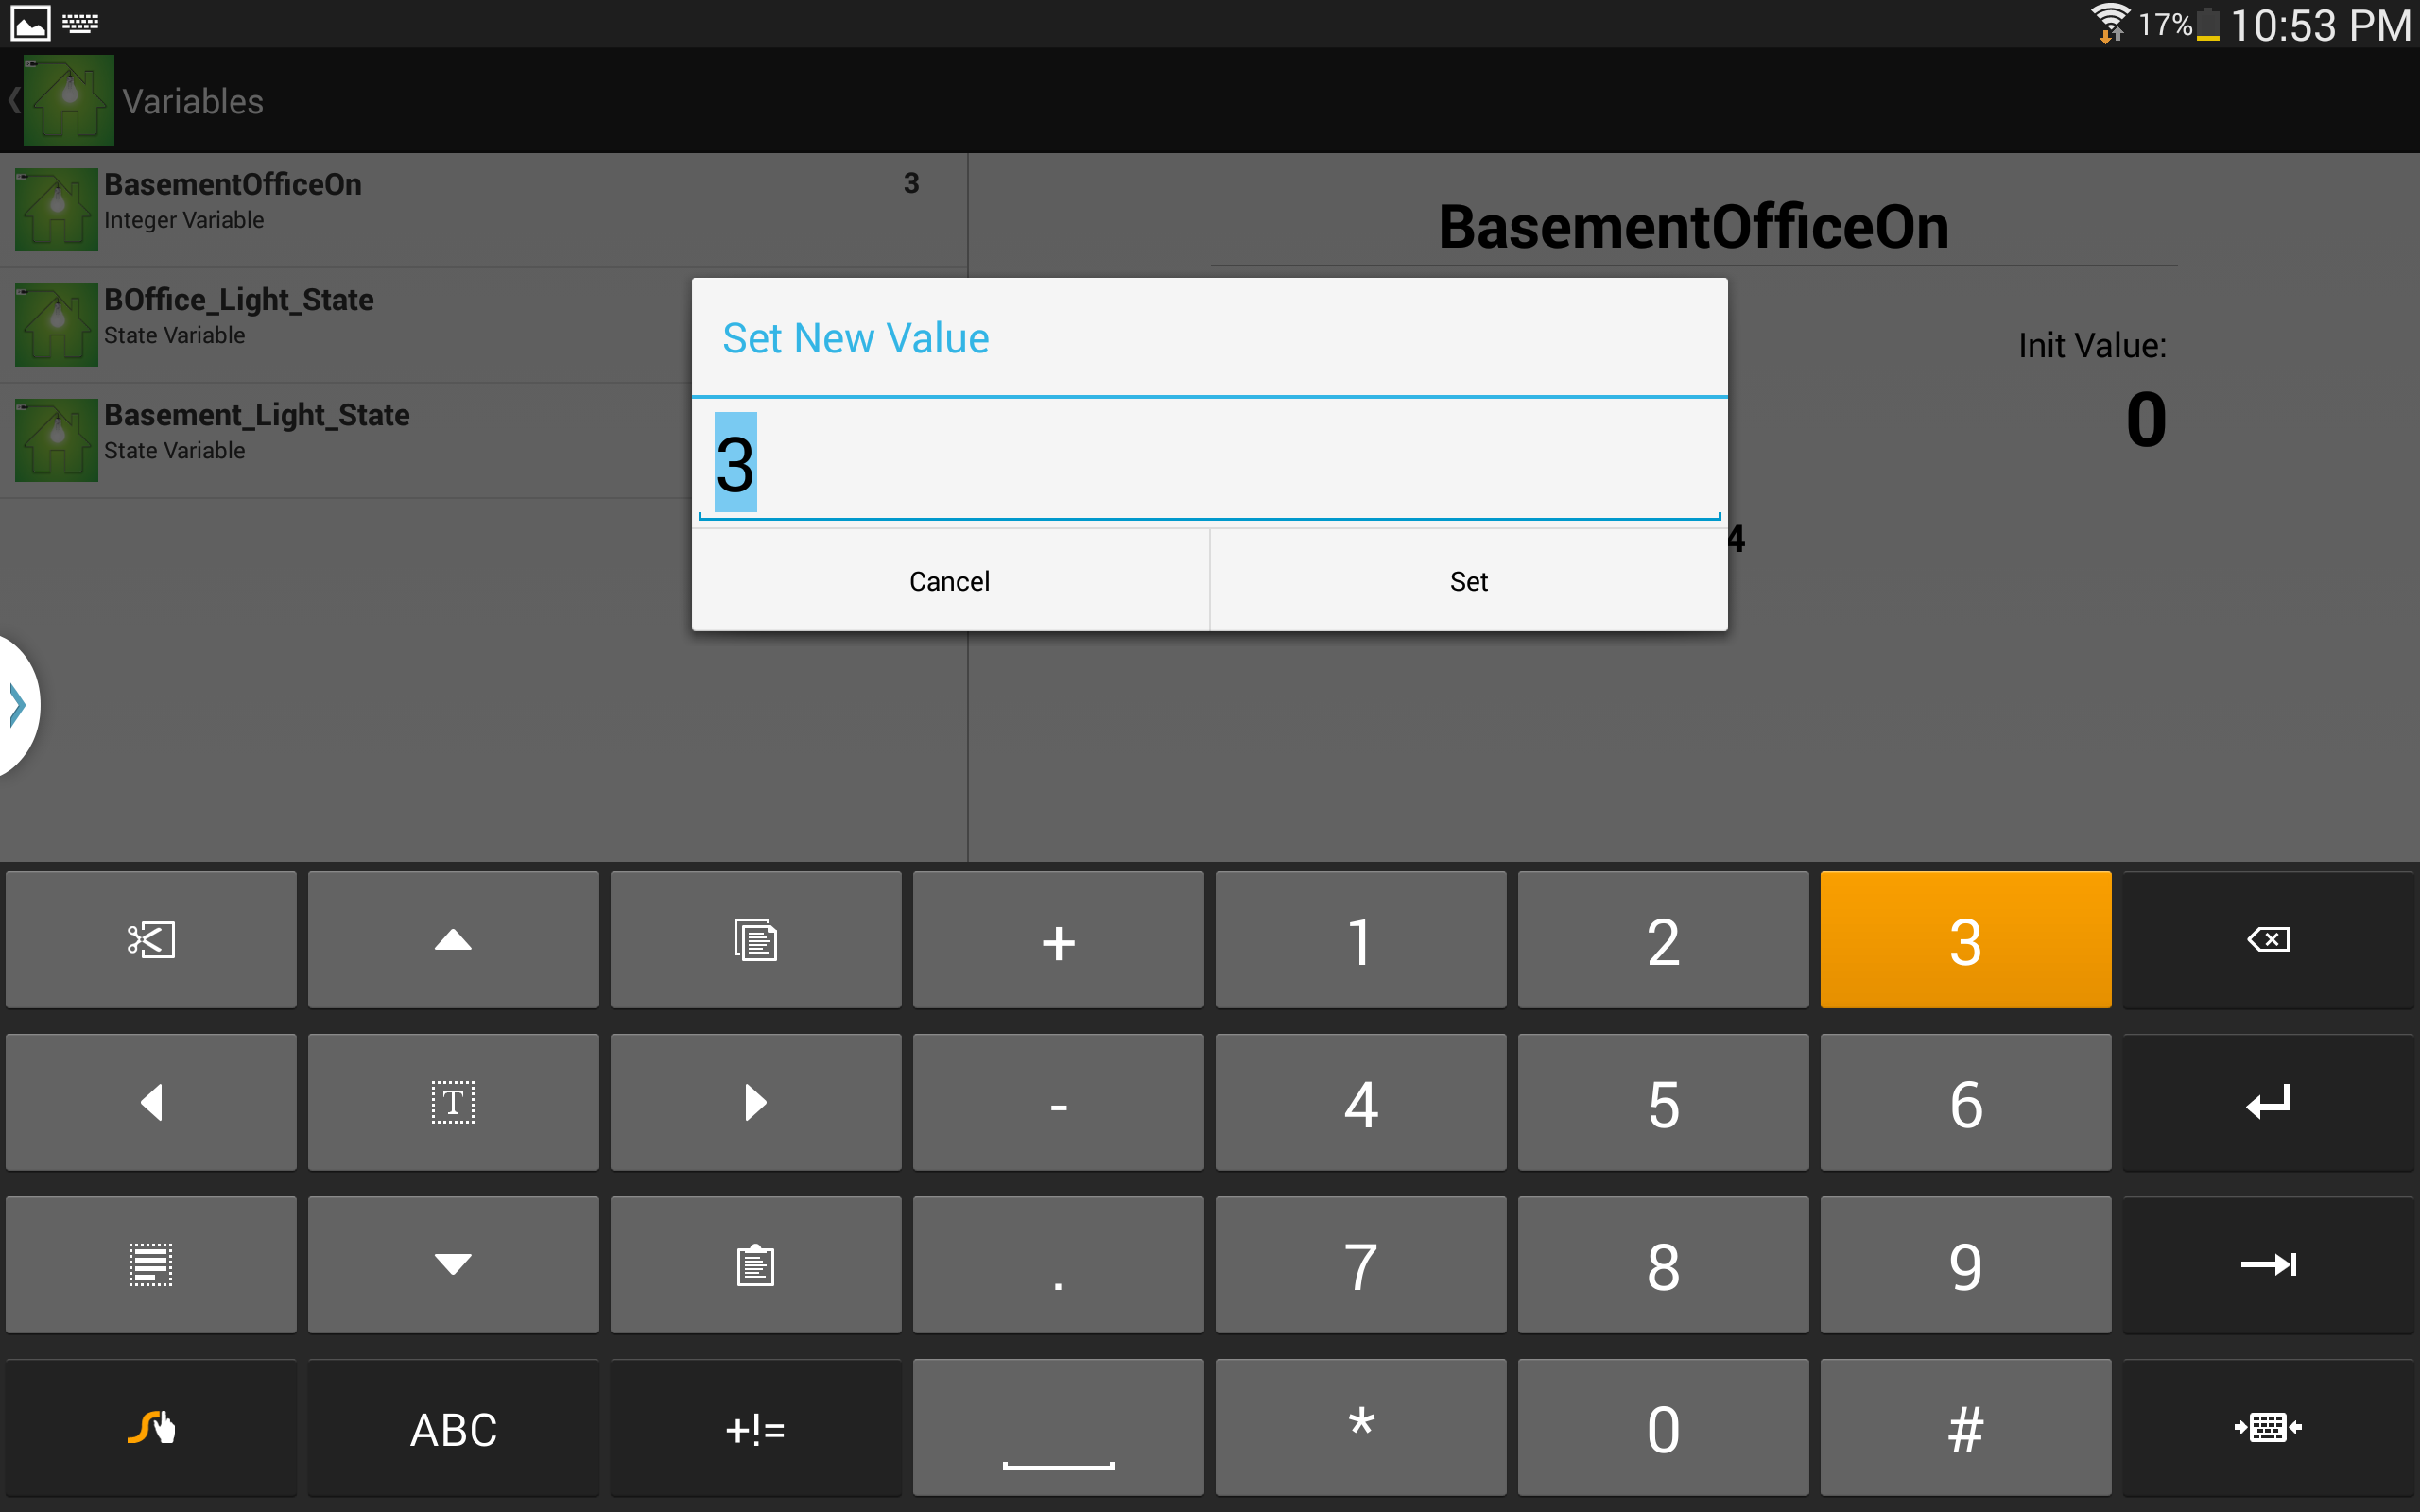 17% 10:53 PM
Variables
BasementOfficeOn 3
Integer Variable
BOffice_Light_State
State Variable
Basement_Light_State
State Variable
BasementOfficeOn
Init Value:
0
4
Set New Value
3
Cancel Set
+ 1 2 3
T - 4 5 6
. 7 8 9
ABC +!= * 0 #